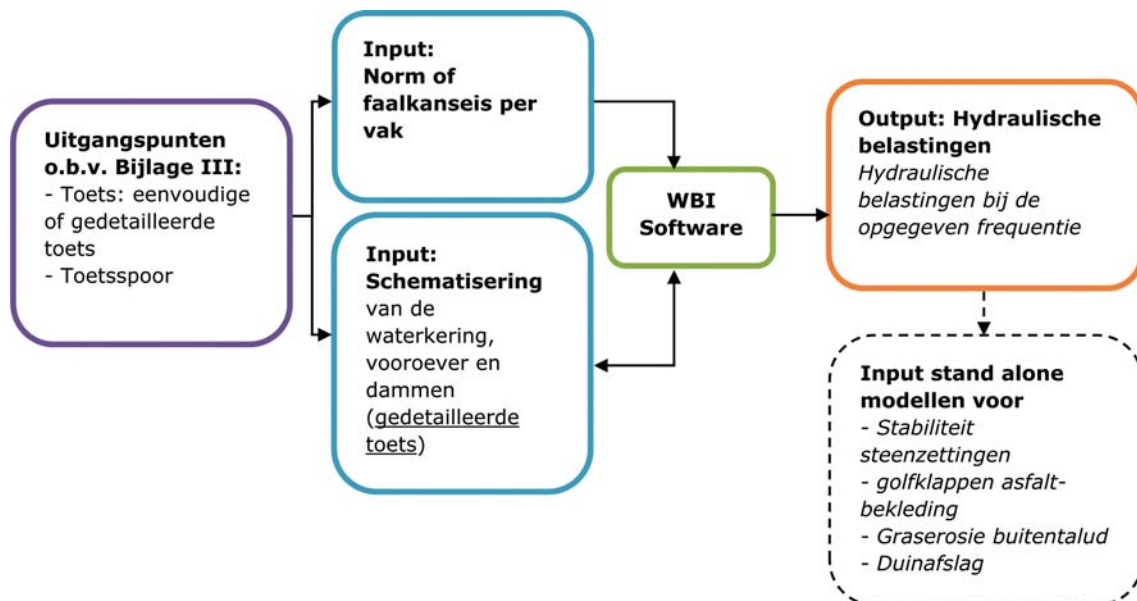 Uitgangspunten
o.b.v. Bijlage III:
- Toets: eenvoudige
of gedetailleerde
toets
- Toetsspoor
Input:
Norm of
faalkanseis per
vak
Input:
Schematisering
van de
waterkering,
vooroever en
dammen
(gedetailleerde
toets)
WBI
Software
Output: Hydraulische
belastingen
Hydraulische
belastingen bij de
opgegeven frequentie
Input stand alone
modellen voor
- Stabiliteit
steenzettingen
- golfklappen asfalt-
bekleding
- Graserosie buitentalud
- Duinafslag